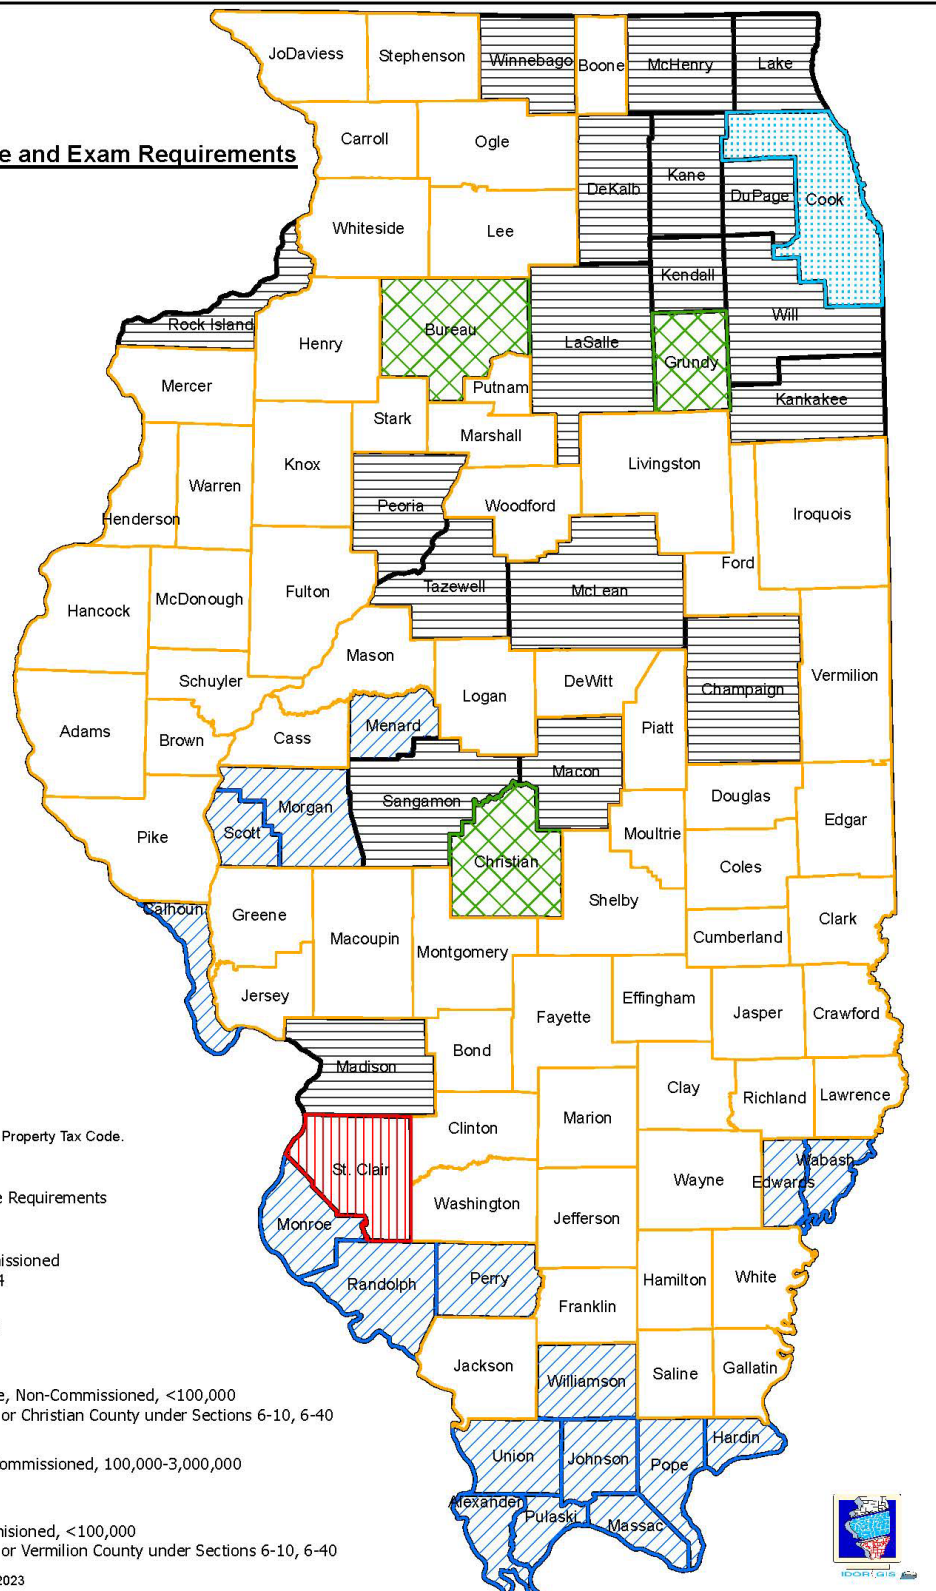 JoDaviess
Stephenson
Winnebago
Boone
McHenry
Lake
Carroll
Ogle
e and Exam Requirements
DeKalb
Kane
DuPage
Cook
Whiteside
Lee
Kendall
Rock Island
Henry
Bureau
LaSalle
Will
Grundy
Mercer
Putnam
Kankakee
Stark
Marshall
Knox
Livingston
Warren
Peoria
Woodford
Henderson
Iroquois
Ford
Hancock
McDonough
Fulton
Tazewell
McLean
Mason
Schuyler
Logan
DeWitt
Vermilion
Champaign
Adams
Brown
Cass
Menard
Piatt
Macon
Sangamon
Morgan
Scott
Douglas
Pike
Moultrie
Edgar
Christian
Coles
Shelby
Calhoun
Greene
Macoupin
Montgomery
Cumberland
Clark
Jersey
Fayette
Effingham
Jasper
Crawford
Bond
Madison
Clay
Richland
Lawrence
Marion
Clinton
Property Tax Code.
St. Clair
Wabash
Edwards
Wayne
e Requirements
Washington
Jefferson
Monroe
issioned
4
Randolph
Perry
Hamilton
White
Franklin
Jackson
Williamson
Saline
Gallatin
e, Non-Commissioned, <100,000
or Christian County under Sections 6-10, 6-40
Hardin
Union
Johnson
Pope
ommissioned, 100,000-3,000,000
Alexander
Pulaski
Massac
misioned, <100,000
or Vermilion County under Sections 6-10, 6-40
2023
IDOR GIS